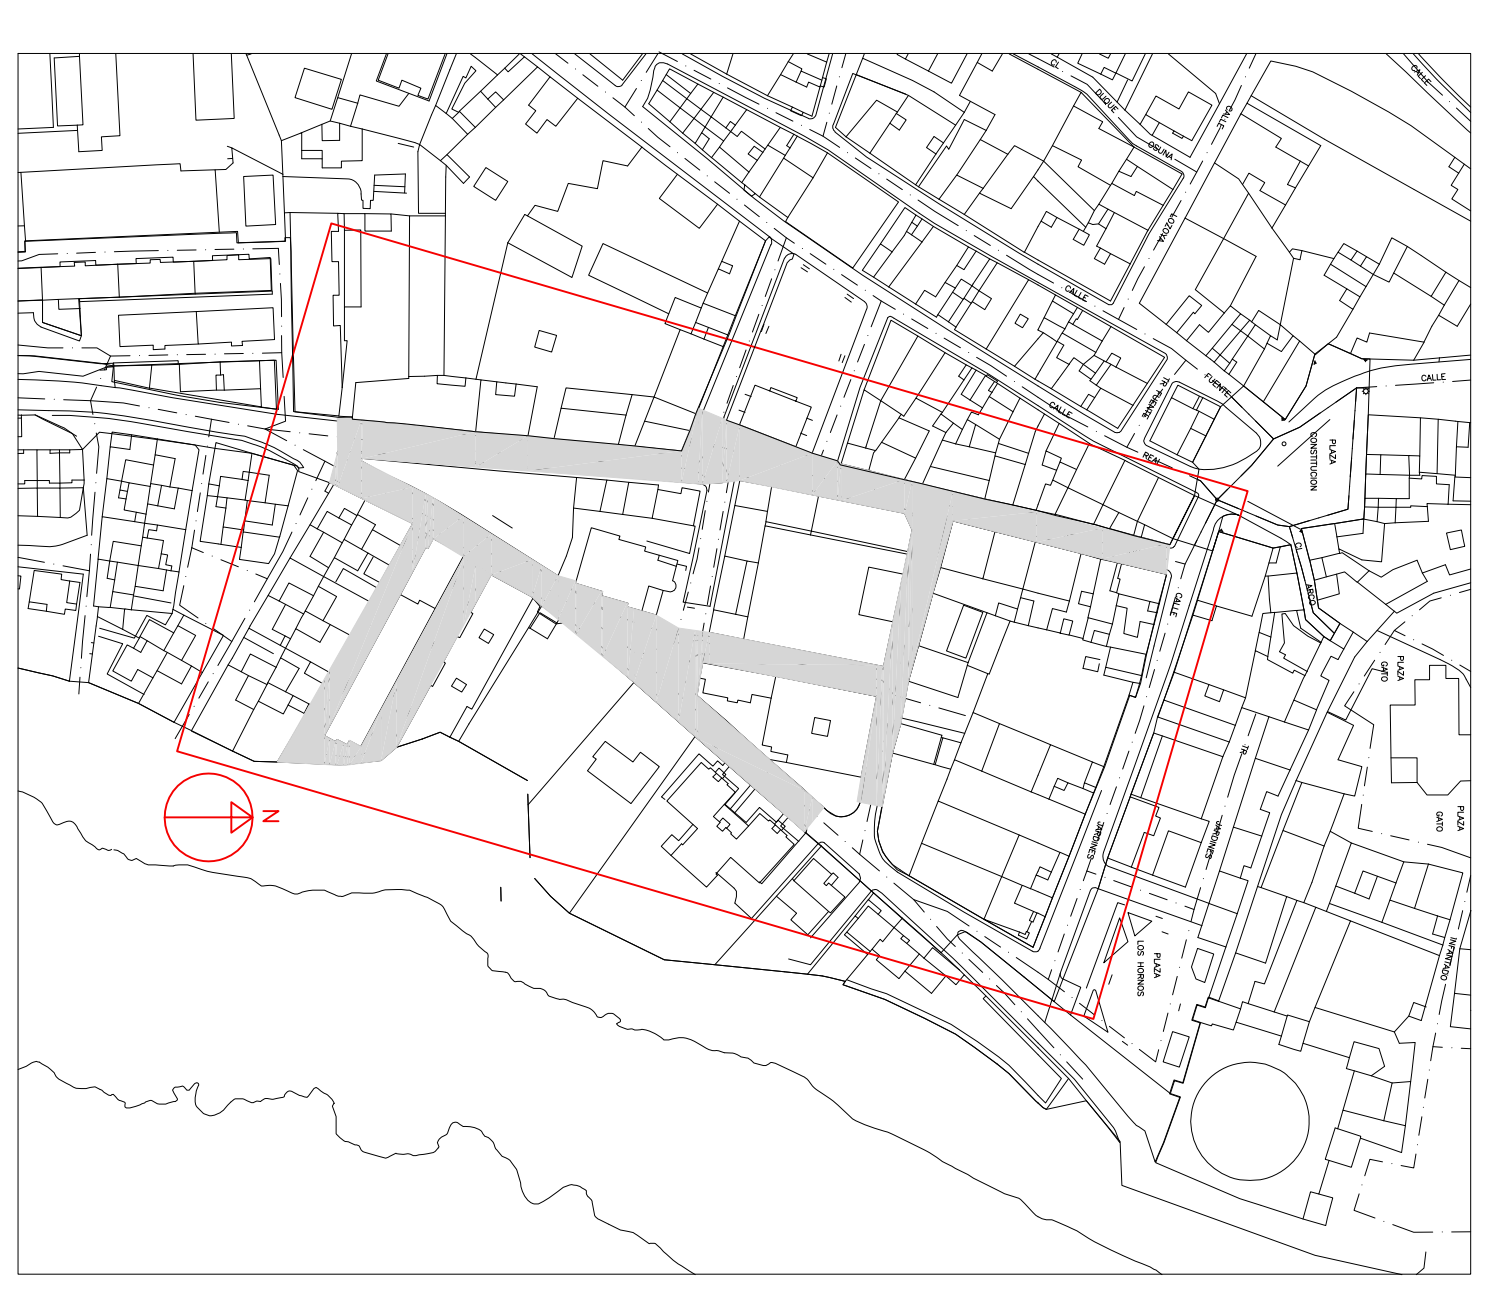 CL
DUQUE
OSUNA
CALLE
LOZOYA
CALLE
CALLE
FUENTE
TR. FUENTE
CALLE
REAL
CALLE
PLAZA
CONSTITUCION
CL
ARCO
CALLE
JARDINES
TR.
JARDINES
PLAZA
GATO
PLAZA
GATO
PLAZA
LOS HORNOS
INFANTADO
N